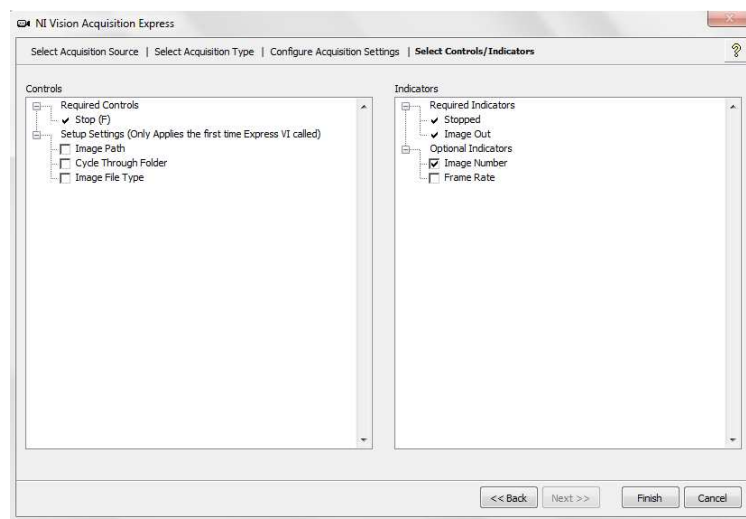 NI Vision Acquisition Express
Select Acquisition Source | Select Acquisition Type | Configure Acquisition Settings | Select Controls/Indicators
Controls
Required Controls
Stop (F)
Setup Settings (Only Applies the first time Express VI called)
Image Path
Cycle Through Folder
Image File Type
Indicators
Required Indicators
Stopped
Image Out
Optional Indicators
Image Number
Frame Rate
<< Back Next >> Finish Cancel